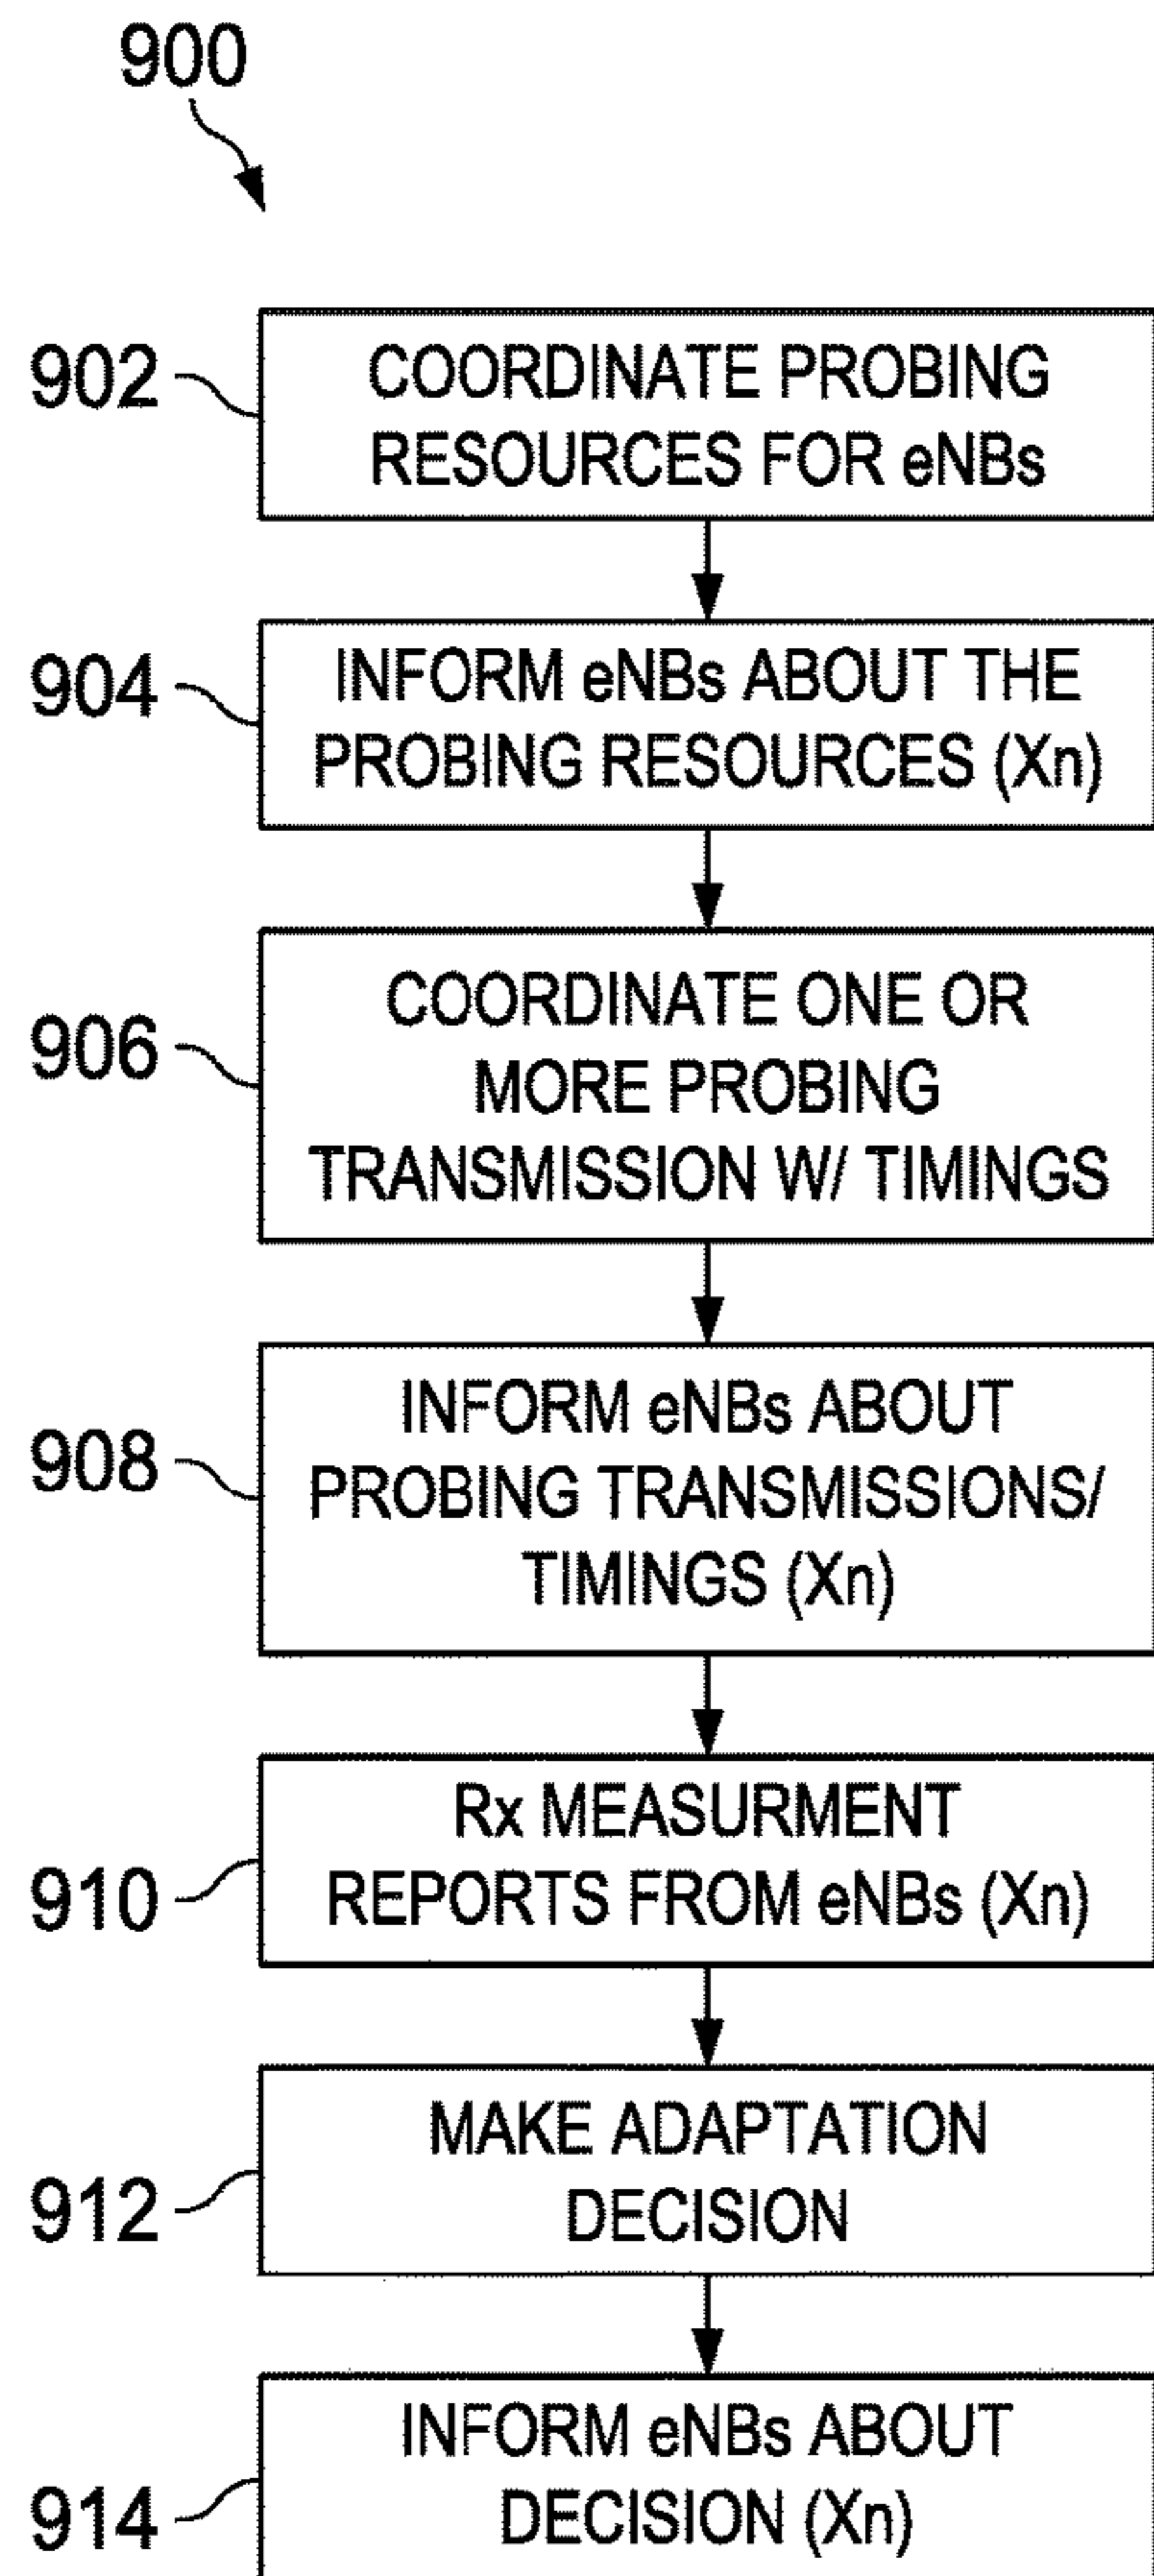 900
902
COORDINATE PROBING
RESOURCES FOR eNBs
904
INFORM eNBs ABOUT THE
PROBING RESOURCES (Xn)
906
COORDINATE ONE OR
MORE PROBING
TRANSMISSION W/ TIMINGS
908
INFORM eNBs ABOUT
PROBING TRANSMISSIONS/
TIMINGS (Xn)
910
Rx MEASURMENT
REPORTS FROM eNBs (Xn)
912
MAKE ADAPTATION
DECISION
914
INFORM eNBs ABOUT
DECISION (Xn)